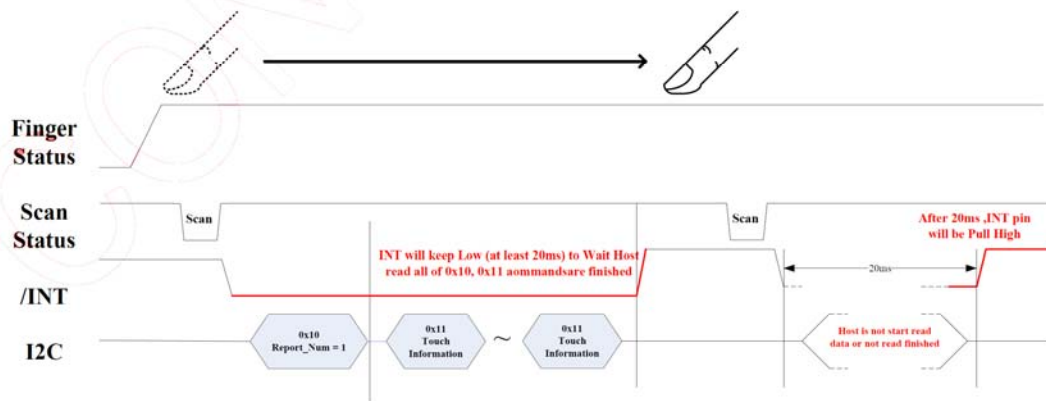 Finger
Status
Scan
Status
Scan
Scan
After 20ms ,INT pin
will be Pull High
INT will keep Low (at least 20ms) to Wait Host
read all of 0x10, 0x11 aommandsare finished
20ms
/INT
I2C
0x10
Report_Num = 1
0x11
Touch
Information
~
0x11
Touch
Information
Host is not start read
data or not read finished